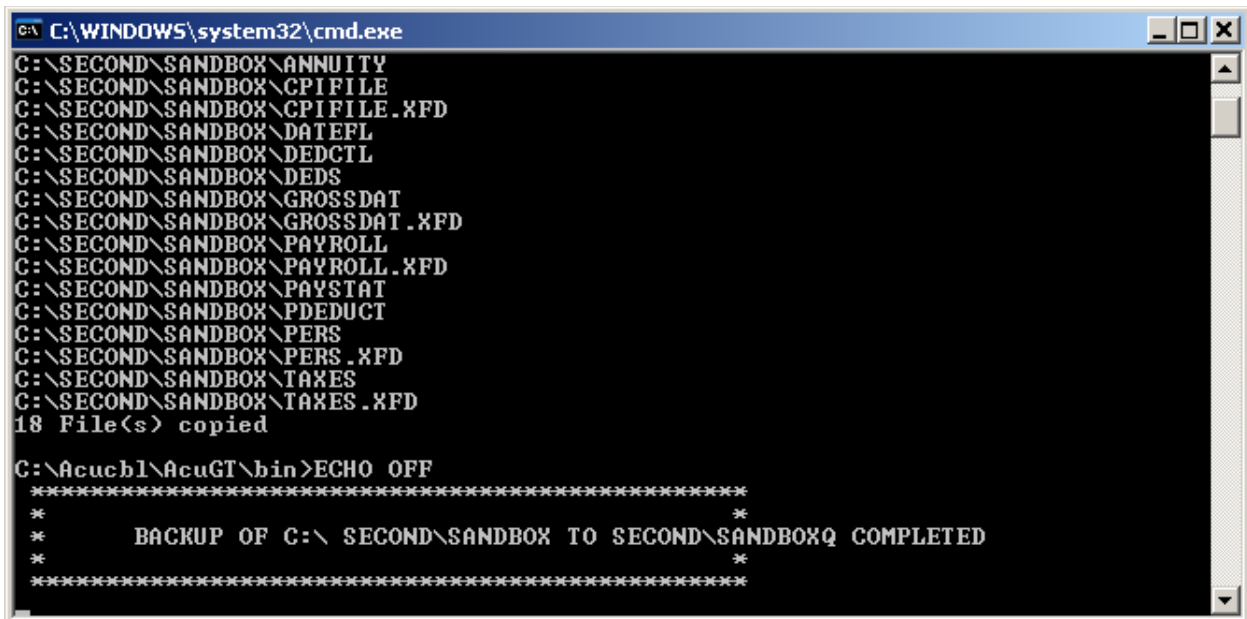 C:\WINDOWS\system32\cmd.exe
C:\SECOND\SANDBOX\ANNUITY
C:\SECOND\SANDBOX\CPIFILE
C:\SECOND\SANDBOX\CPIFILE.XFD
C:\SECOND\SANDBOX\DATEFL
C:\SECOND\SANDBOX\DEDCTL
C:\SECOND\SANDBOX\DEDS
C:\SECOND\SANDBOX\GROSSDAT
C:\SECOND\SANDBOX\GROSSDAT.XFD
C:\SECOND\SANDBOX\PAYROLL
C:\SECOND\SANDBOX\PAYROLL.XFD
C:\SECOND\SANDBOX\PAYSTAT
C:\SECOND\SANDBOX\PDEDUCT
C:\SECOND\SANDBOX\PERS
C:\SECOND\SANDBOX\PERS.XFD
C:\SECOND\SANDBOX\TAXES
C:\SECOND\SANDBOX\TAXES.XFD
18 File(s) copied
C:\Acucbl\AcuGT\bin>ECHO OFF
************************************************
* *
* BACKUP OF C:\ SECOND\SANDBOX TO SECOND\SANDBOXQ COMPLETED
* *
************************************************